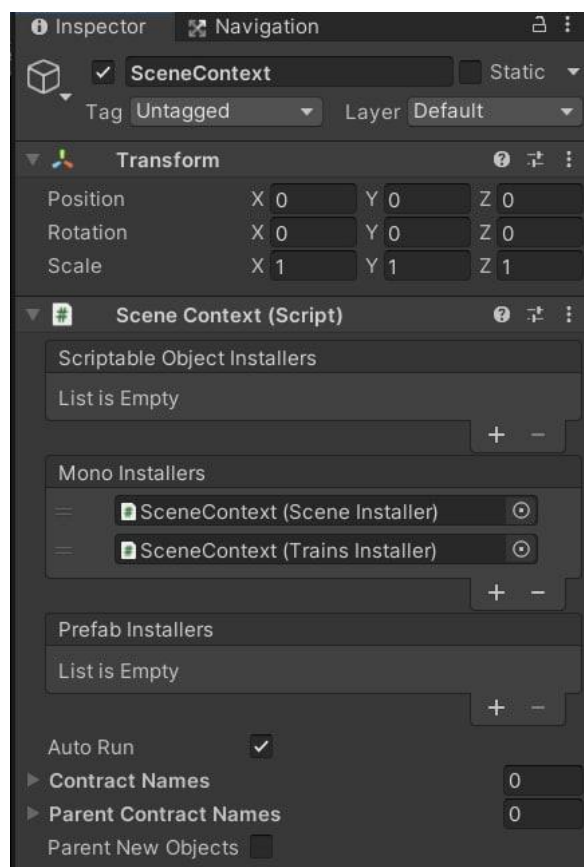 Inspector Navigation
SceneContext Static
Tag Untagged Layer Default
Transform
Position X 0 Y 0 Z 0
Rotation X 0 Y 0 Z 0
Scale X 1 Y 1 Z 1
# Scene Context (Script)
Scriptable Object Installers
List is Empty
+ −
Mono Installers
# SceneContext (Scene Installer)
# SceneContext (Trains Installer)
+ −
Prefab Installers
List is Empty
+ −
Auto Run
Contract Names 0
Parent Contract Names 0
Parent New Objects